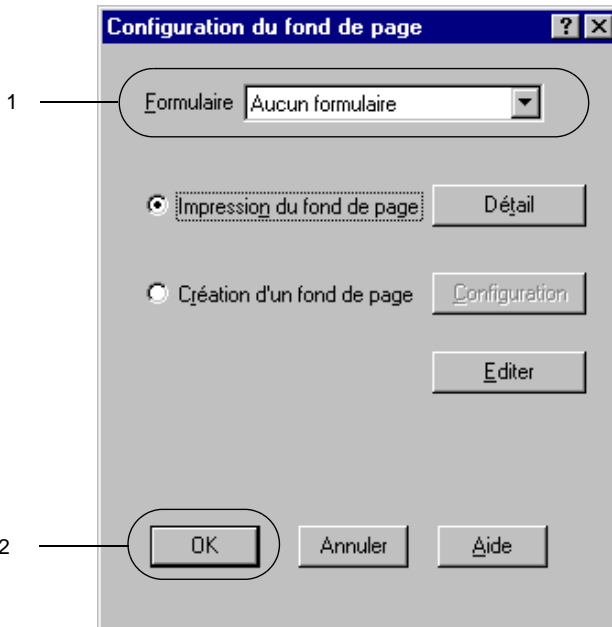 Configuration du fond de page
1
Formulaire Aucun formulaire
Impression du fond de page Détail
Création d'un fond de page Configuration
Editer
2
OK Annuler Aide